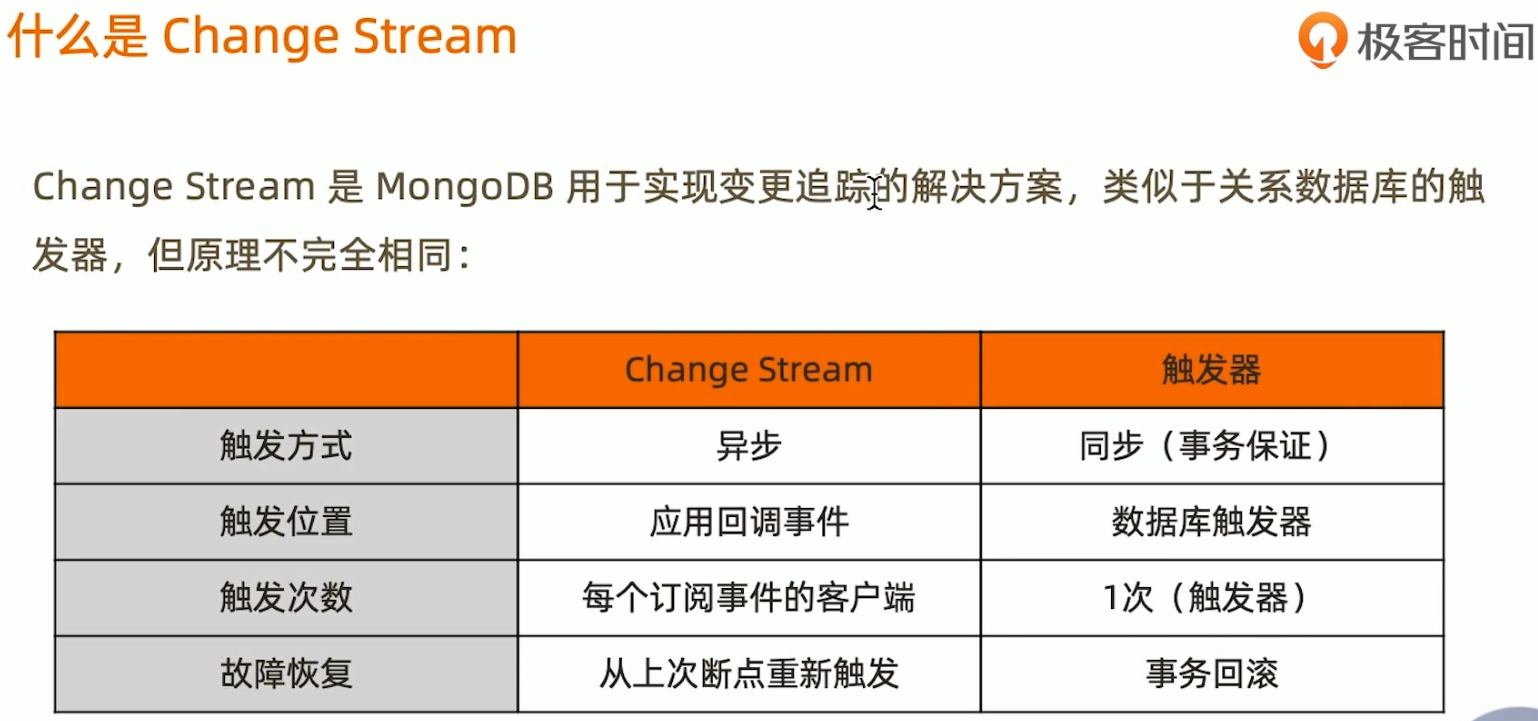 什么是 Change Stream
极客时间
Change Stream 是 MongoDB 用于实现变更追踪的解决方案，类似于关系数据库的触
发器，但原理不完全相同：
Change Stream 触发器
触发方式 异步 同步（事务保证）
触发位置 应用回调事件 数据库触发器
触发次数 每个订阅事件的客户端 1次（触发器）
故障恢复 从上次断点重新触发 事务回滚